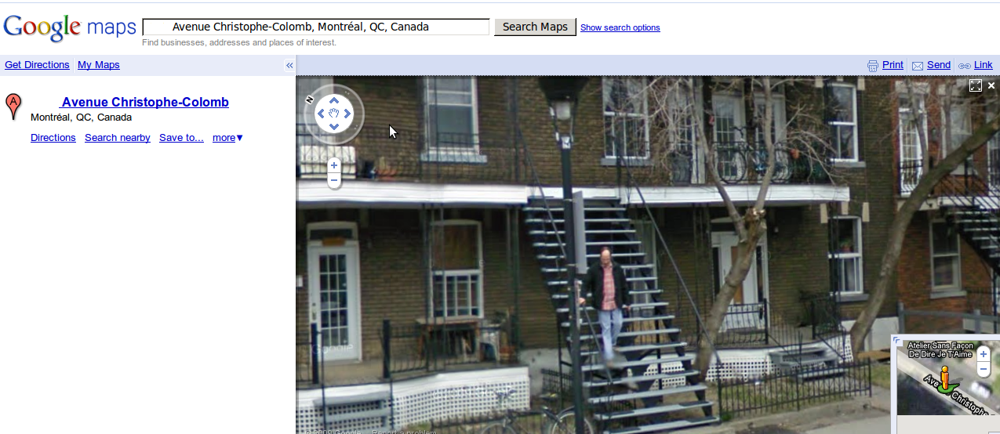 Google maps
Avenue Christophe-Colomb, Montréal, QC, Canada
Search Maps
Show search options
Find businesses, addresses and places of interest.
Get Directions
My Maps
«
Print
Send
Link
A
Avenue Christophe-Colomb
Montréal, QC, Canada
Directions
Search nearby
Save to...
more▼
N
+
−
Google
Atelier Sans Façon
De Dire Je T'Aime
+
−
Ave
Christophe
© 2009 Google
Report a problem